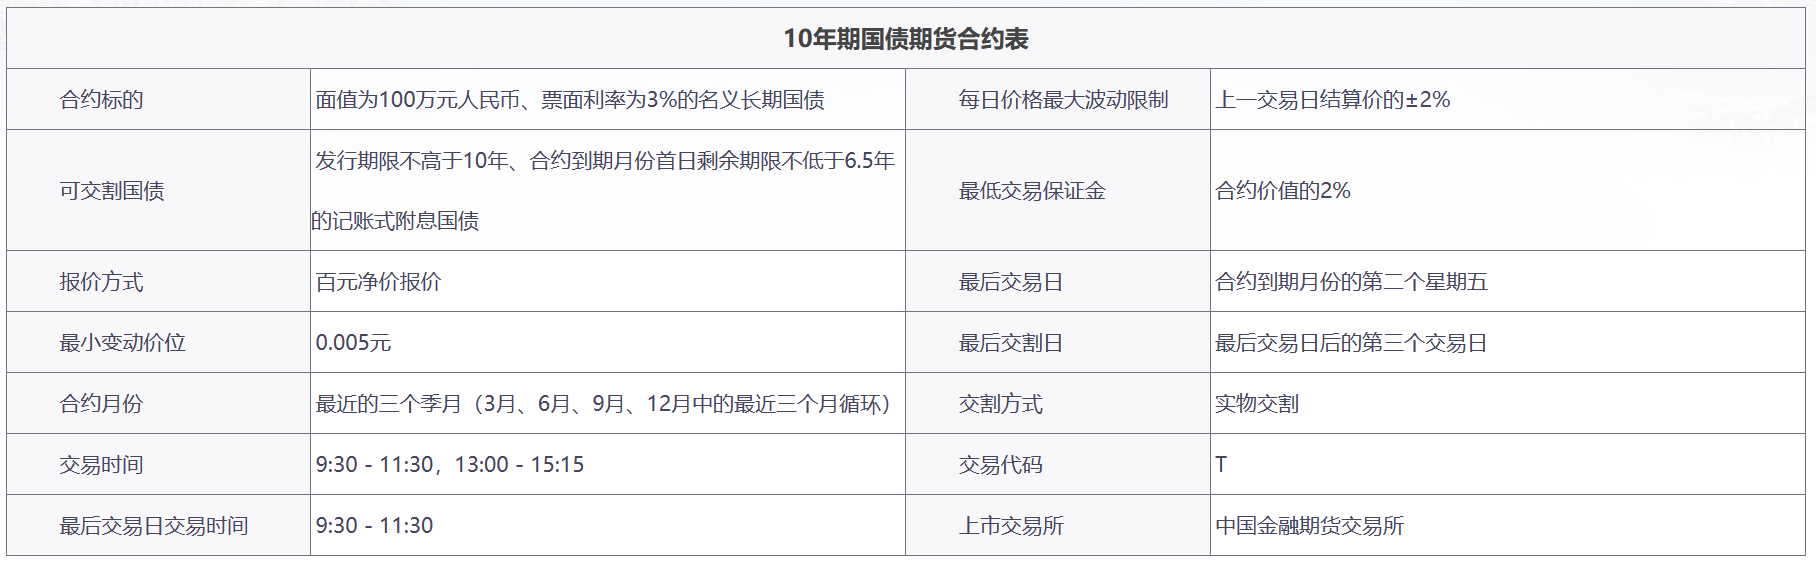 10年期国债期货合约表
合约标的 面值为100万元人民币、票面利率为3%的名义长期国债 每日价格最大波动限制 上一交易日结算价的±2%
可交割国债 发行期限不高于10年、合约到期月份首日剩余期限不低于6.5年
的记账式附息国债 最低交易保证金 合约价值的2%
报价方式 百元净价报价 最后交易日 合约到期月份的第二个星期五
最小变动价位 0.005元 最后交割日 最后交易日后的第三个交易日
合约月份 最近的三个季月（3月、6月、9月、12月中的最近三个月循环） 交割方式 实物交割
交易时间 9:30 - 11:30，13:00 - 15:15 交易代码 T
最后交易日交易时间 9:30 - 11:30 上市交易所 中国金融期货交易所